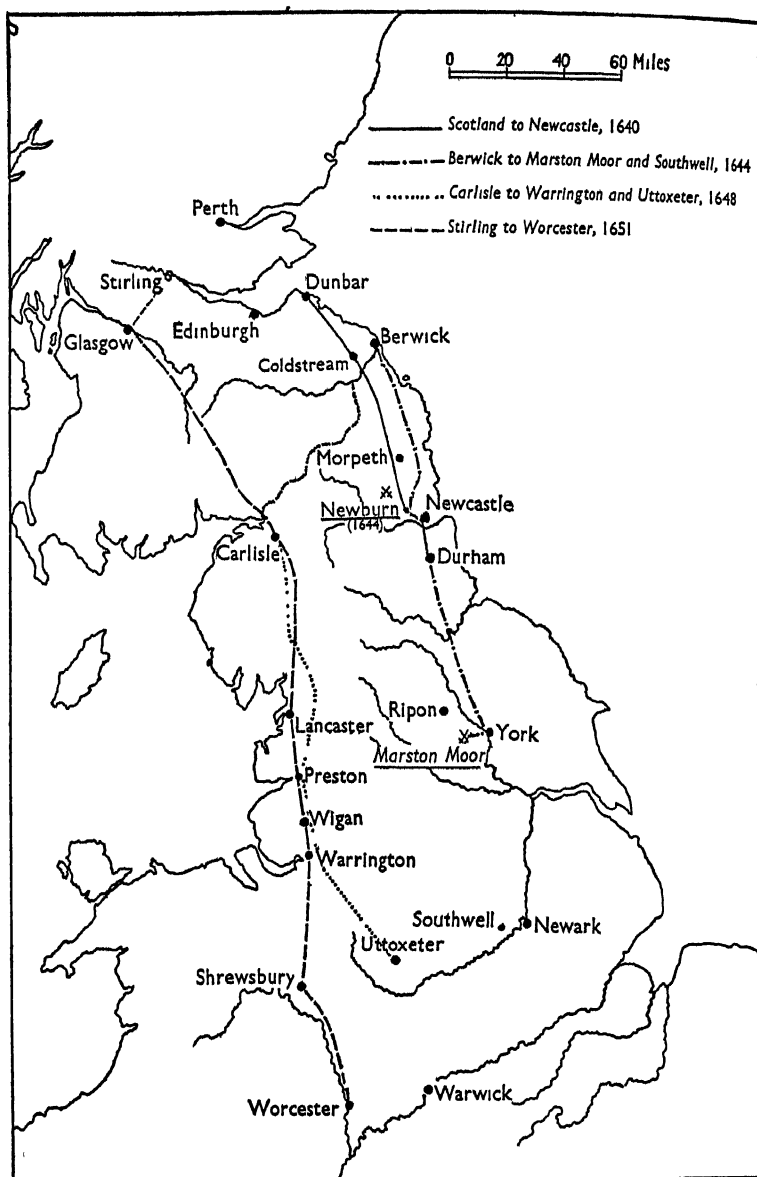 0 20 40 60 Miles
Scotland to Newcastle, 1640
Berwick to Marston Moor and Southwell, 1644
Carlisle to Warrington and Uttoxeter, 1648
Stirling to Worcester, 1651
Perth
Stirling
Dunbar
Edinburgh
Glasgow
Berwick
Coldstream
Morpeth
Newburn
(1644)
Newcastle
Carlisle
Durham
Ripon
Lancaster
York
Marston Moor
Preston
Wigan
Warrington
Southwell
Newark
Uttoxeter
Shrewsbury
Warwick
Worcester